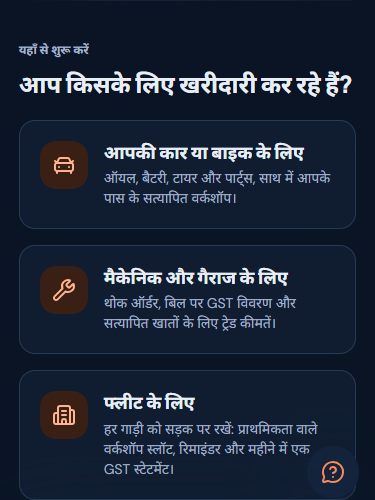 यहाँ से शुरू करें
आप किसके लिए खरीदारी कर रहे हैं?
आपकी कार या बाइक के लिए
ऑयल, बैटरी, टायर और पार्ट्स, साथ में आपके
पास के सत्यापित वर्कशॉप।
मैकेनिक और गैराज के लिए
थोक ऑर्डर, बिल पर GST विवरण और
सत्यापित खातों के लिए ट्रेड कीमतें।
फ्लीट के लिए
हर गाड़ी को सड़क पर रखें: प्राथमिकता वाले
वर्कशॉप स्लॉट, रिमाइंडर और महीने में एक
GST स्टेटमेंट।